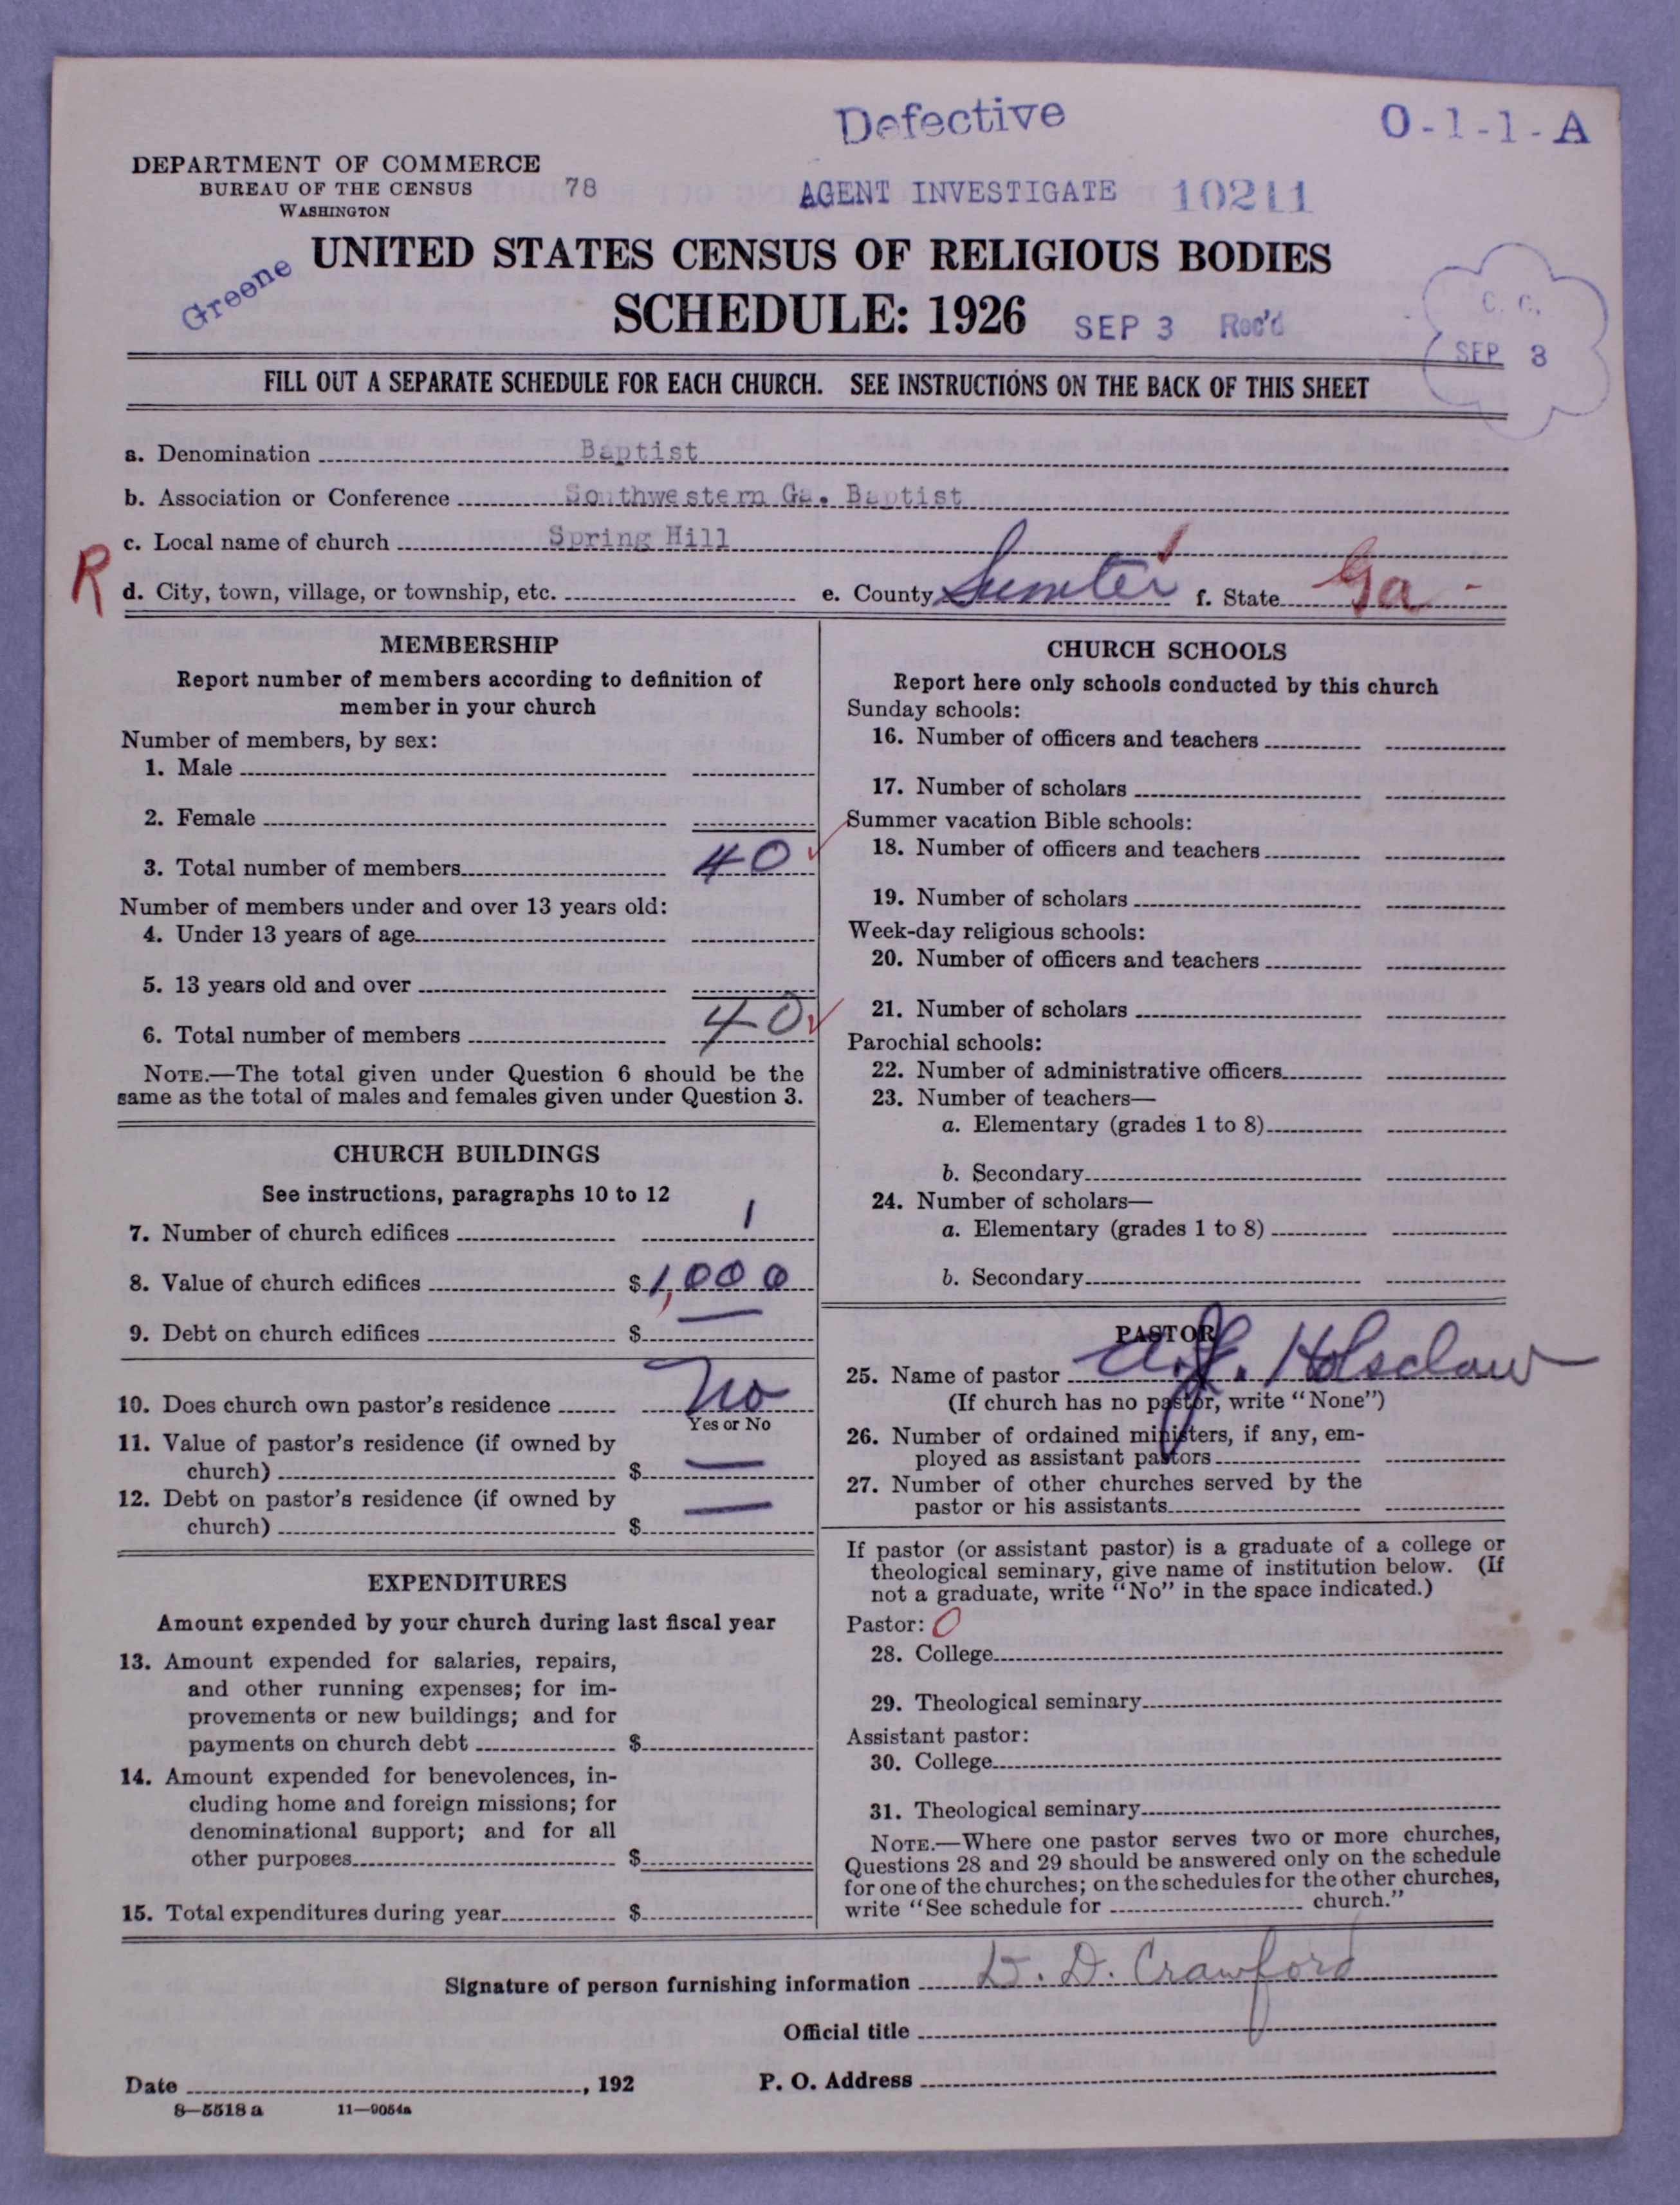 Defective
O-1-1-A
DEPARTMENT OF COMMERCE
BUREAU OF THE CENSUS
WASHINGTON
78
AGENT INVESTIGATE 10211
Greene
UNITED STATES CENSUS OF RELIGIOUS BODIES
SCHEDULE: 1926
SEP 3 Rec'd
C. C.
SEP 3
FILL OUT A SEPARATE SCHEDULE FOR EACH CHURCH. SEE INSTRUCTIONS ON THE BACK OF THIS SHEET
a. Denomination Baptist
b. Association or Conference Southwestern Ga. Baptist
c. Local name of church Spring Hill
R
d. City, town, village, or township, etc. e. County Sumter f. State Ga
MEMBERSHIP
Report number of members according to definition of
member in your church
Number of members, by sex:
1. Male
2. Female
3. Total number of members 40
Number of members under and over 13 years old:
4. Under 13 years of age
5. 13 years old and over
6. Total number of members 40
NOTE.—The total given under Question 6 should be the
same as the total of males and females given under Question 3.
CHURCH BUILDINGS
See instructions, paragraphs 10 to 12
7. Number of church edifices 1
8. Value of church edifices $1,000
9. Debt on church edifices $ —
10. Does church own pastor's residence No
Yes or No
11. Value of pastor's residence (if owned by
church) $ —
12. Debt on pastor's residence (if owned by
church) $ —
EXPENDITURES
Amount expended by your church during last fiscal year
13. Amount expended for salaries, repairs,
and other running expenses; for im-
provements or new buildings; and for
payments on church debt $
14. Amount expended for benevolences, in-
cluding home and foreign missions; for
denominational support; and for all
other purposes $
15. Total expenditures during year $
CHURCH SCHOOLS
Report here only schools conducted by this church
Sunday schools:
16. Number of officers and teachers
17. Number of scholars
Summer vacation Bible schools:
18. Number of officers and teachers
19. Number of scholars
Week-day religious schools:
20. Number of officers and teachers
21. Number of scholars
Parochial schools:
22. Number of administrative officers
23. Number of teachers—
a. Elementary (grades 1 to 8)
b. Secondary
24. Number of scholars—
a. Elementary (grades 1 to 8)
b. Secondary
PASTOR
25. Name of pastor A. J. Holsclaw
(If church has no pastor, write "None")
26. Number of ordained ministers, if any, em-
ployed as assistant pastors
27. Number of other churches served by the
pastor or his assistants
If pastor (or assistant pastor) is a graduate of a college or
theological seminary, give name of institution below. (If
not a graduate, write "No" in the space indicated.)
Pastor: 0
28. College
29. Theological seminary
Assistant pastor:
30. College
31. Theological seminary
NOTE.—Where one pastor serves two or more churches,
Questions 28 and 29 should be answered only on the schedule
for one of the churches; on the schedules for the other churches,
write "See schedule for church."
Signature of person furnishing information D. D. Crawford
Official title
Date , 192 P. O. Address
8—5518 a 11—9054a